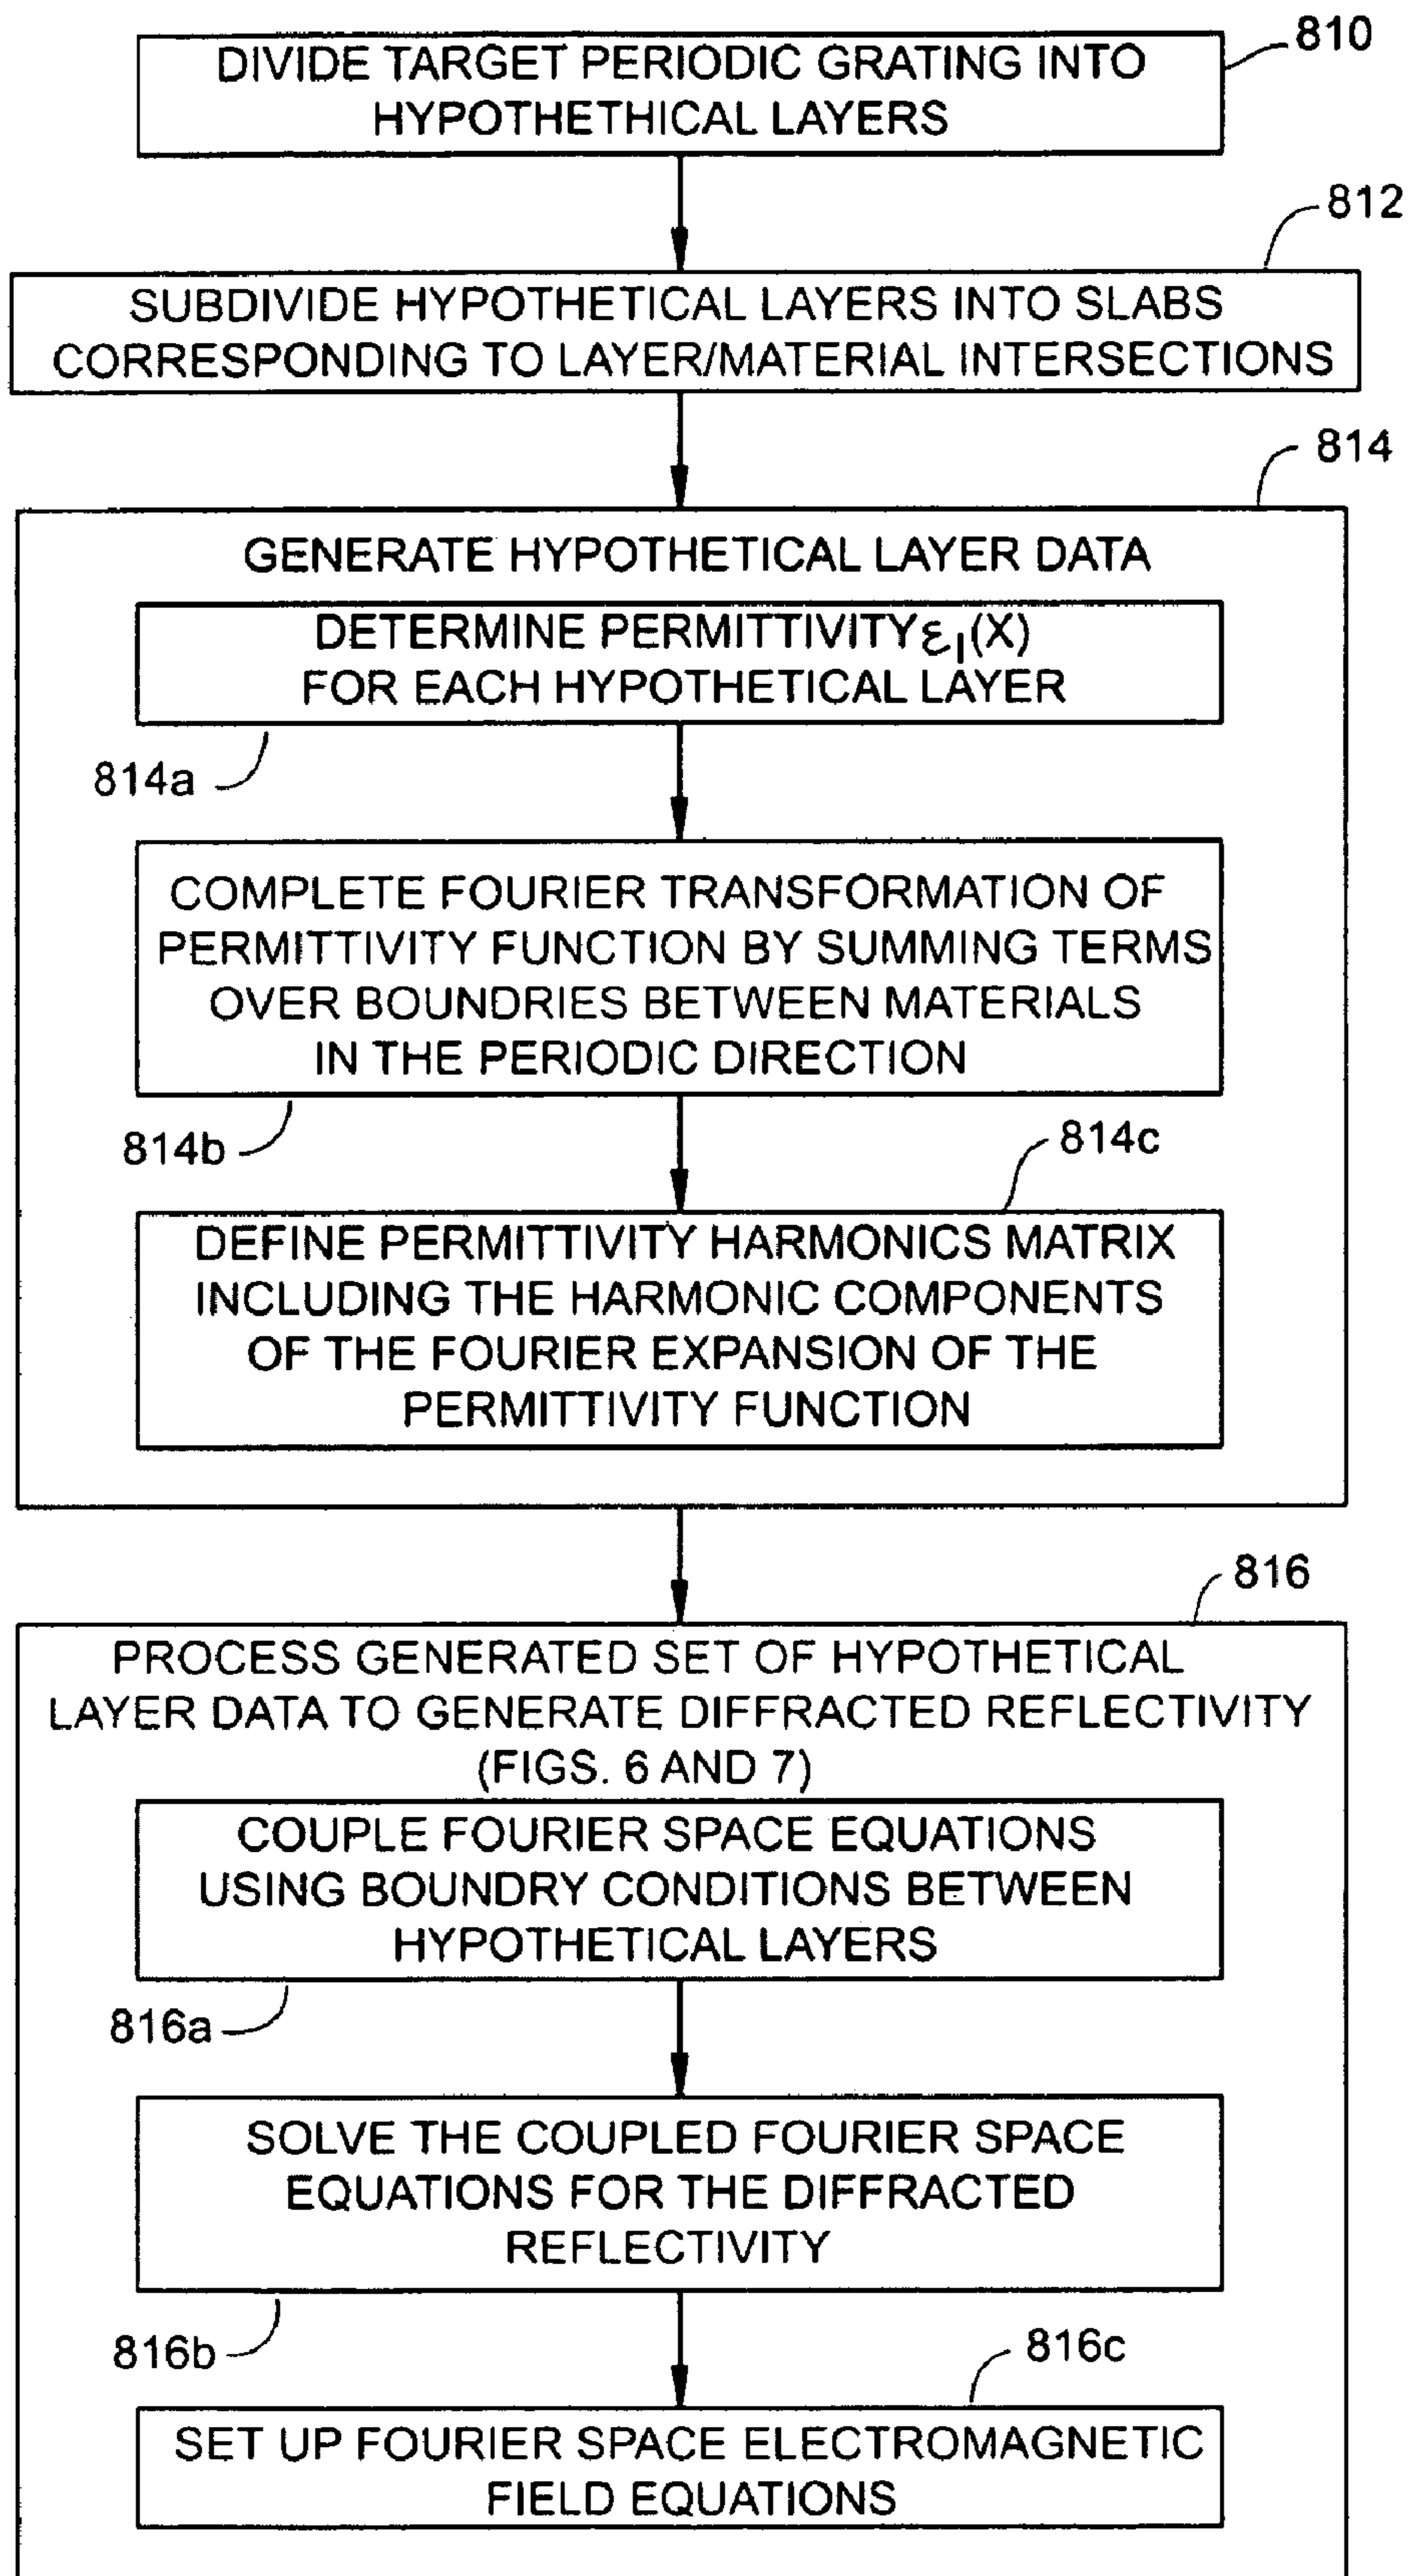 810
DIVIDE TARGET PERIODIC GRATING INTO
HYPOTHETHICAL LAYERS
812
SUBDIVIDE HYPOTHETICAL LAYERS INTO SLABS
CORRESPONDING TO LAYER/MATERIAL INTERSECTIONS
814
GENERATE HYPOTHETICAL LAYER DATA
DETERMINE PERMITTIVITY ε_l(X)
FOR EACH HYPOTHETICAL LAYER
814a
COMPLETE FOURIER TRANSFORMATION OF
PERMITTIVITY FUNCTION BY SUMMING TERMS
OVER BOUNDRIES BETWEEN MATERIALS
IN THE PERIODIC DIRECTION
814b
814c
DEFINE PERMITTIVITY HARMONICS MATRIX
INCLUDING THE HARMONIC COMPONENTS
OF THE FOURIER EXPANSION OF THE
PERMITTIVITY FUNCTION
816
PROCESS GENERATED SET OF HYPOTHETICAL
LAYER DATA TO GENERATE DIFFRACTED REFLECTIVITY
(FIGS. 6 AND 7)
COUPLE FOURIER SPACE EQUATIONS
USING BOUNDRY CONDITIONS BETWEEN
HYPOTHETICAL LAYERS
816a
SOLVE THE COUPLED FOURIER SPACE
EQUATIONS FOR THE DIFFRACTED
REFLECTIVITY
816b
816c
SET UP FOURIER SPACE ELECTROMAGNETIC
FIELD EQUATIONS